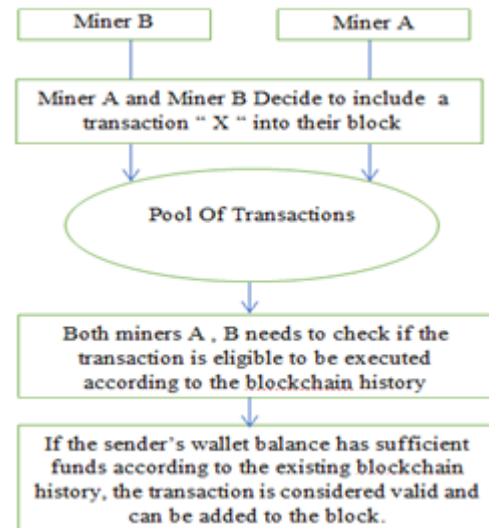 Miner B
Miner A
Miner A and Miner B Decide to include a
transaction “ X “ into their block
Pool Of Transactions
Both miners A , B needs to check if the
transaction is eligible to be executed
according to the blockchain history
If the sender’s wallet balance has sufficient
funds according to the existing blockchain
history, the transaction is considered valid and
can be added to the block.